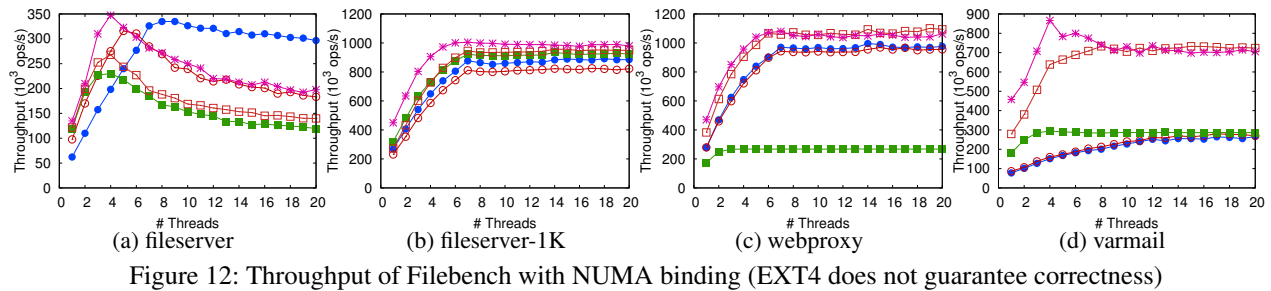 Throughput (10³ ops/s)
350
300
250
200
150
100
50
0
0 2 4 6 8 10 12 14 16 18 20
# Threads
(a) fileserver
Throughput (10³ ops/s)
1200
1000
800
600
400
200
0
0 2 4 6 8 10 12 14 16 18 20
# Threads
(b) fileserver-1K
Throughput (10³ ops/s)
1200
1000
800
600
400
200
0
0 2 4 6 8 10 12 14 16 18 20
# Threads
(c) webproxy
Throughput (10³ ops/s)
900
800
700
600
500
400
300
200
100
0
0 2 4 6 8 10 12 14 16 18 20
# Threads
(d) varmail
Figure 12: Throughput of Filebench with NUMA binding (EXT4 does not guarantee correctness)